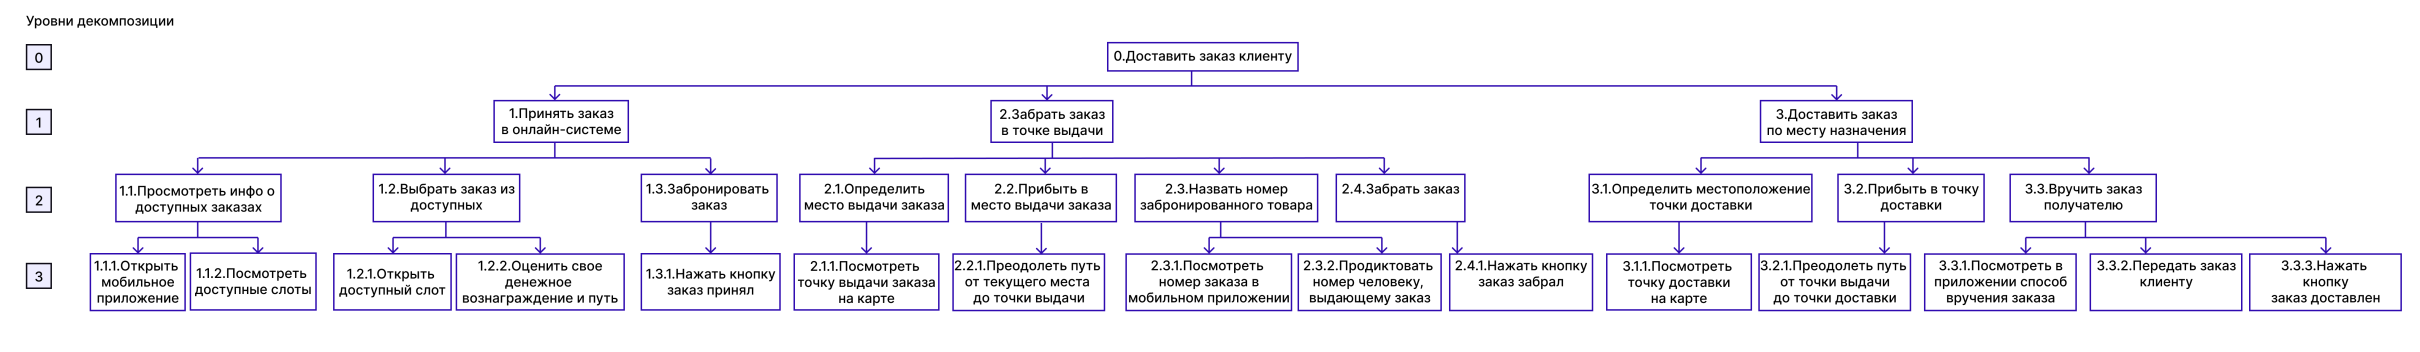 Уровни декомпозиции
0
0.Доставить заказ клиенту
1
1.Принять заказ
в онлайн-системе
2.Забрать заказ
в точке выдачи
3.Доставить заказ
по месту назначения
2
1.1.Просмотреть инфо о
доступных заказах
1.2.Выбрать заказ из
доступных
1.3.Забронировать
заказ
2.1.Определить
место выдачи заказа
2.2.Прибыть в
место выдачи заказа
2.3.Назвать номер
забронированного товара
2.4.Забрать заказ
3.1.Определить местоположение
точки доставки
3.2.Прибыть в точку
доставки
3.3.Вручить заказ
получателю
3
1.1.1.Открыть
мобильное
приложение
1.1.2.Посмотреть
доступные слоты
1.2.1.Открыть
доступный слот
1.2.2.Оценить свое
денежное
вознаграждение и путь
1.3.1.Нажать кнопку
заказ принял
2.1.1.Посмотреть
точку выдачи заказа
на карте
2.2.1.Преодолеть путь
от текущего места
до точки выдачи
2.3.1.Посмотреть
номер заказа в
мобильном приложении
2.3.2.Продиктовать
номер человеку,
выдающему заказ
2.4.1.Нажать кнопку
заказ забрал
3.1.1.Посмотреть
точку доставки
на карте
3.2.1.Преодолеть путь
от точки выдачи
до точки доставки
3.3.1.Посмотреть в
приложении способ
вручения заказа
3.3.2.Передать заказ
клиенту
3.3.3.Нажать
кнопку
заказ доставлен